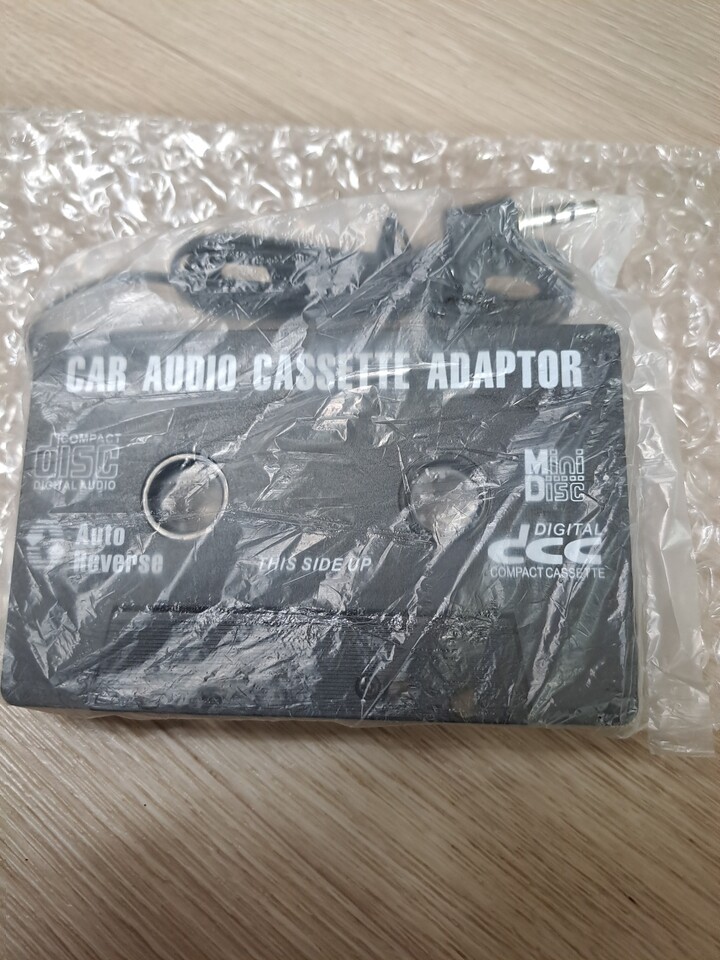 CAR AUDIO CASSETTE ADAPTOR
COMPACT
disc
DIGITAL AUDIO
Mini
Disc
Auto
Reverse
THIS SIDE UP
DIGITAL
dcc
COMPACT CASSETTE